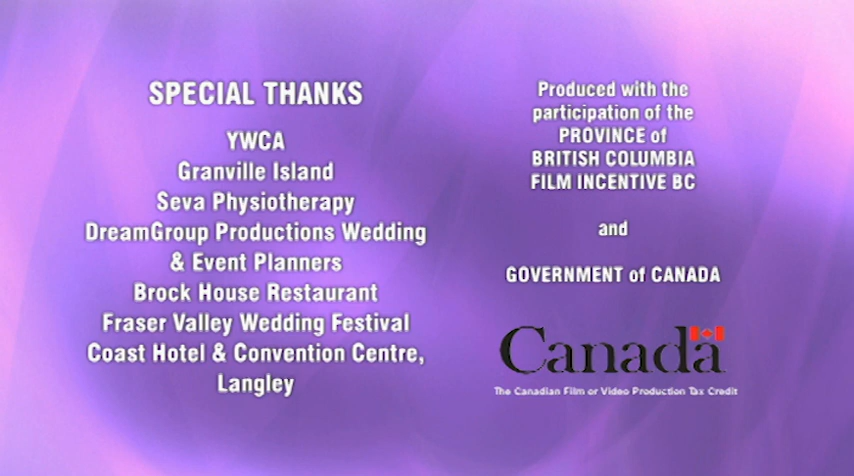 SPECIAL THANKS
YWCA
Granville Island
Seva Physiotherapy
DreamGroup Productions Wedding
& Event Planners
Brock House Restaurant
Fraser Valley Wedding Festival
Coast Hotel & Convention Centre,
Langley
Produced with the
participation of the
PROVINCE of
BRITISH COLUMBIA
FILM INCENTIVE BC
and
GOVERNMENT of CANADA
Canada
The Canadian Film or Video Production Tax Credit